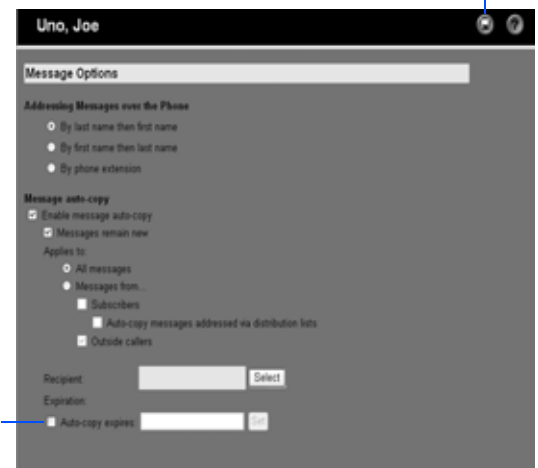 Uno, Joe
Message Options
Addressing Messages over the Phone
By last name then first name
By first name then last name
By phone extension
Message auto-copy
Enable message auto-copy
Messages remain new
Applies to:
All messages
Messages from...
Subscribers
Auto-copy messages addressed via distribution lists
Outside callers
Recipient:
Select
Expiration:
Auto-copy expires:
Set